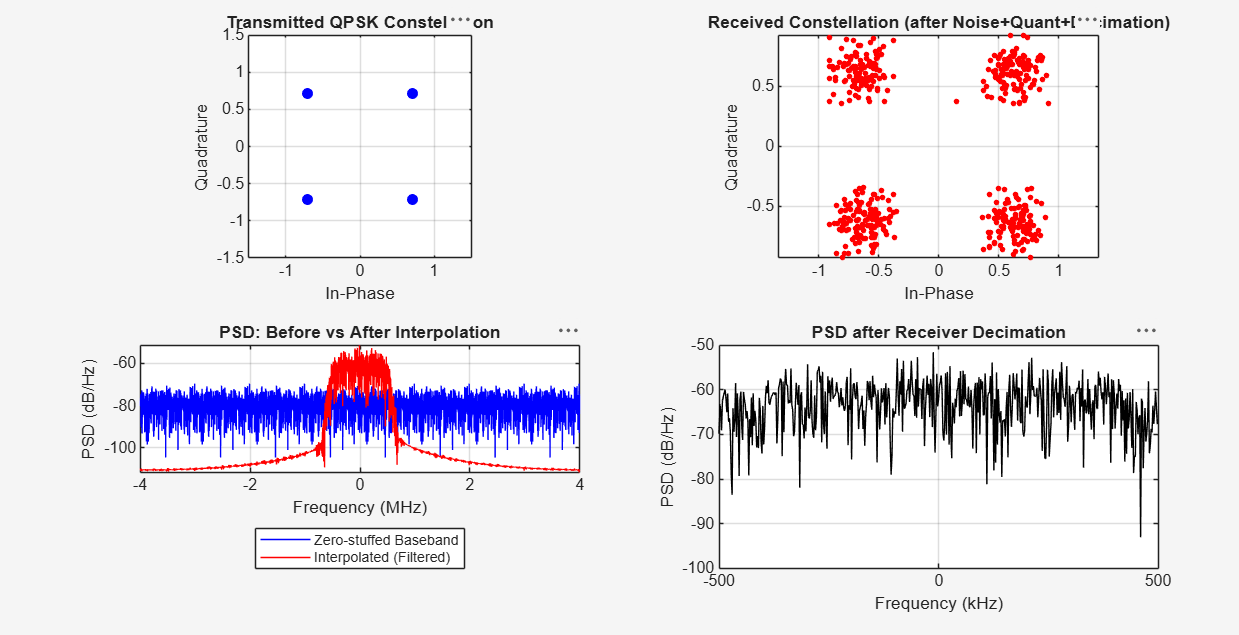 Transmitted QPSK Constel on
1.5
1
0.5
0
-0.5
-1
-1.5
Quadrature
-1 0 1
In-Phase
Received Constellation (after Noise+Quant+ imation)
0.5
0
-0.5
Quadrature
-1 -0.5 0 0.5 1
In-Phase
PSD: Before vs After Interpolation
-60
-80
-100
PSD (dB/Hz)
-4 -2 0 2 4
Frequency (MHz)
Zero-stuffed Baseband
Interpolated (Filtered)
PSD after Receiver Decimation
-50
-60
-70
-80
-90
-100
PSD (dB/Hz)
-500 0 500
Frequency (kHz)